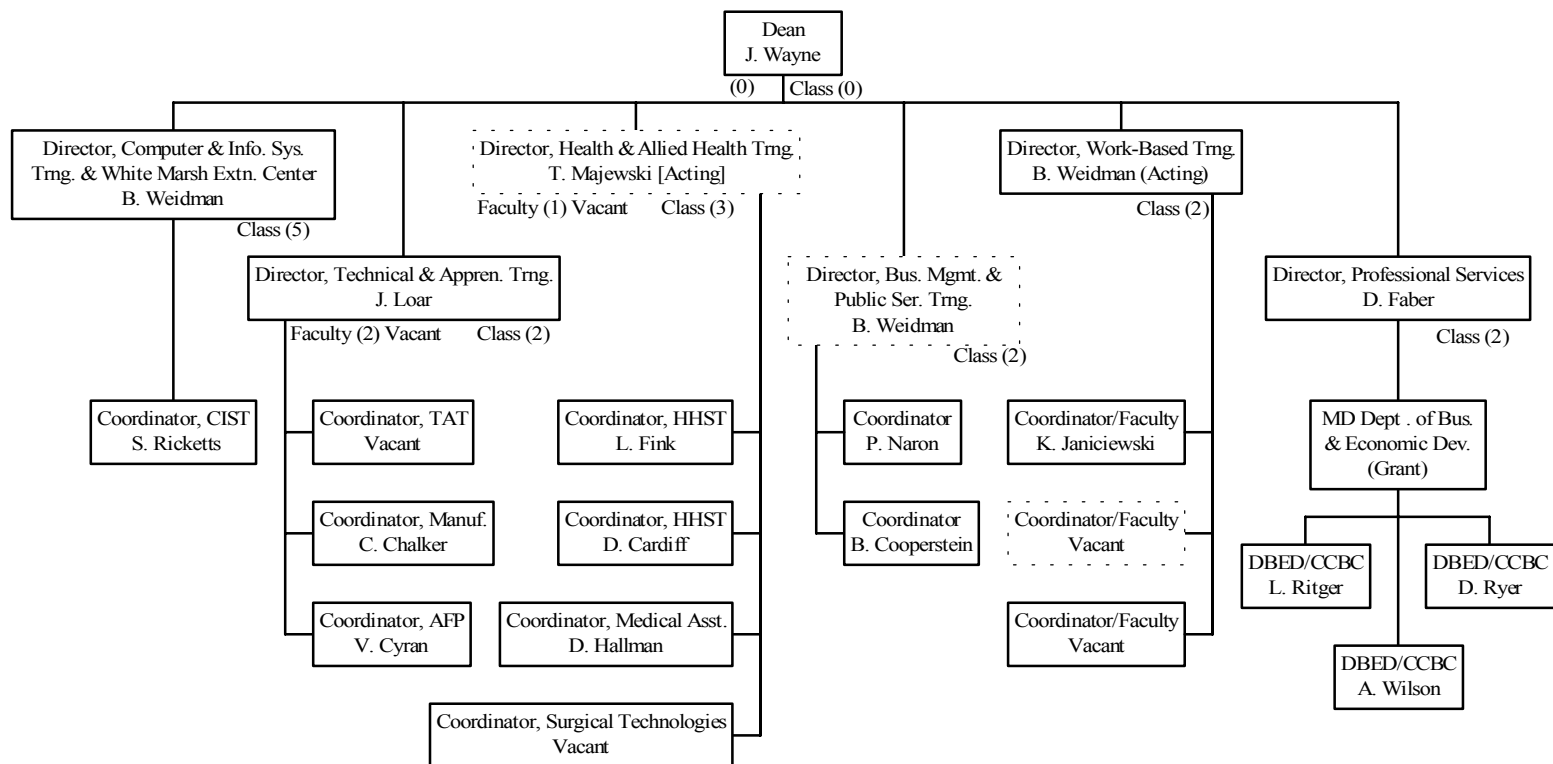 Dean
J. Wayne
(0) Class (0)
Director, Computer & Info. Sys.
Trng. & White Marsh Extn. Center
B. Weidman
Class (5)
Director, Health & Allied Health Trng.
T. Majewski [Acting]
Faculty (1) Vacant Class (3)
Director, Work-Based Trng.
B. Weidman (Acting)
Class (2)
Director, Technical & Appren. Trng.
J. Loar
Faculty (2) Vacant Class (2)
Director, Bus. Mgmt. &
Public Ser. Trng.
B. Weidman
Class (2)
Director, Professional Services
D. Faber
Class (2)
Coordinator, CIST
S. Ricketts
Coordinator, TAT
Vacant
Coordinator, HHST
L. Fink
Coordinator
P. Naron
Coordinator/Faculty
K. Janiciewski
MD Dept . of Bus.
& Economic Dev.
(Grant)
Coordinator, Manuf.
C. Chalker
Coordinator, HHST
D. Cardiff
Coordinator
B. Cooperstein
Coordinator/Faculty
Vacant
DBED/CCBC
L. Ritger
DBED/CCBC
D. Ryer
Coordinator, AFP
V. Cyran
Coordinator, Medical Asst.
D. Hallman
Coordinator/Faculty
Vacant
DBED/CCBC
A. Wilson
Coordinator, Surgical Technologies
Vacant